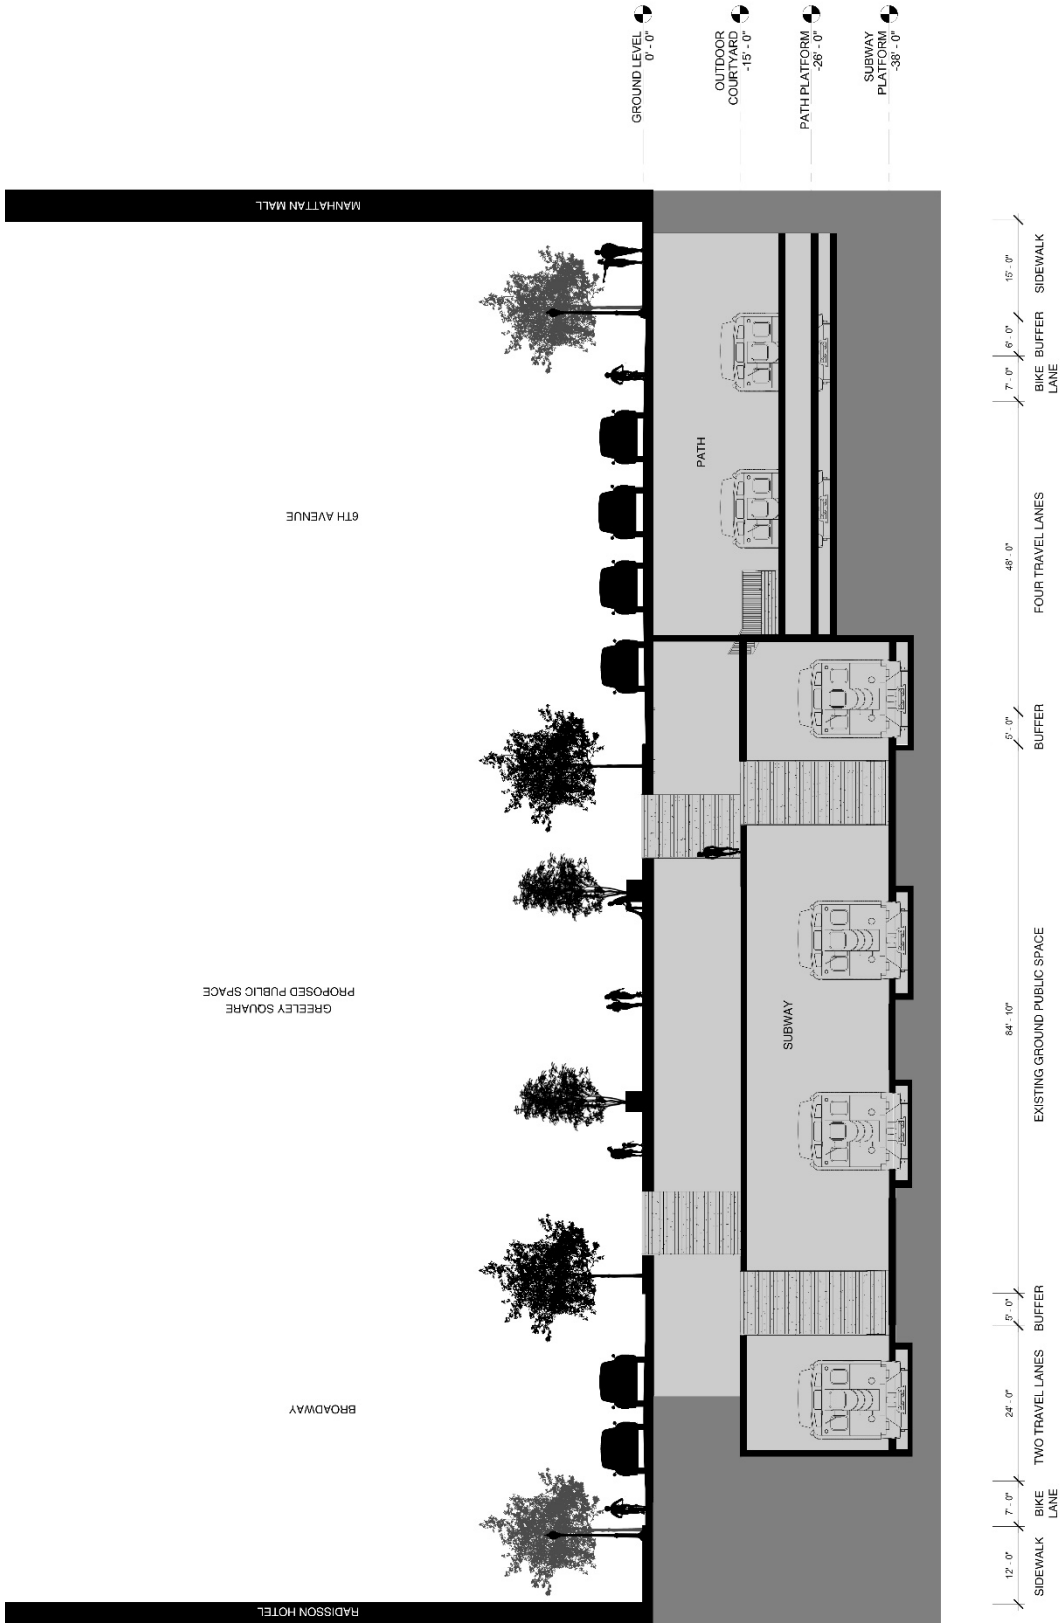 GROUND LEVEL
0' - 0"
OUTDOOR
COURTYARD
-15' - 0"
PATH PLATFORM
-26' - 0"
SUBWAY
PLATFORM
-38' - 0"
MANHATTAN MALL
6TH AVENUE
GREELEY SQUARE
PROPOSED PUBLIC SPACE
BROADWAY
RADISSON HOTEL
PATH
SUBWAY
15' - 0"
SIDEWALK
6' - 0"
BUFFER
7' - 0"
BIKE
LANE
48' - 0"
FOUR TRAVEL LANES
5' - 0"
BUFFER
84' - 10"
EXISTING GROUND PUBLIC SPACE
5' - 0"
BUFFER
24' - 0"
TWO TRAVEL LANES
7' - 0"
BIKE
LANE
12' - 0"
SIDEWALK